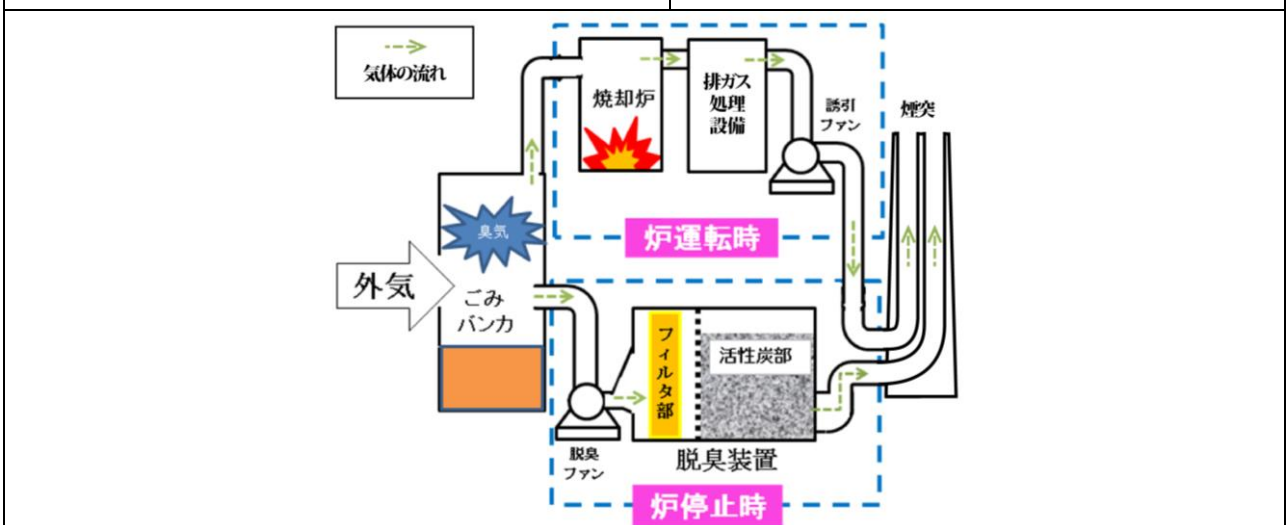 気体の流れ
焼却炉
排ガス
処理
設備
誘引
ファン
煙突
臭気
炉運転時
外気
ごみ
バンカ
フィルタ部
活性炭部
脱臭
ファン
脱臭装置
炉停止時